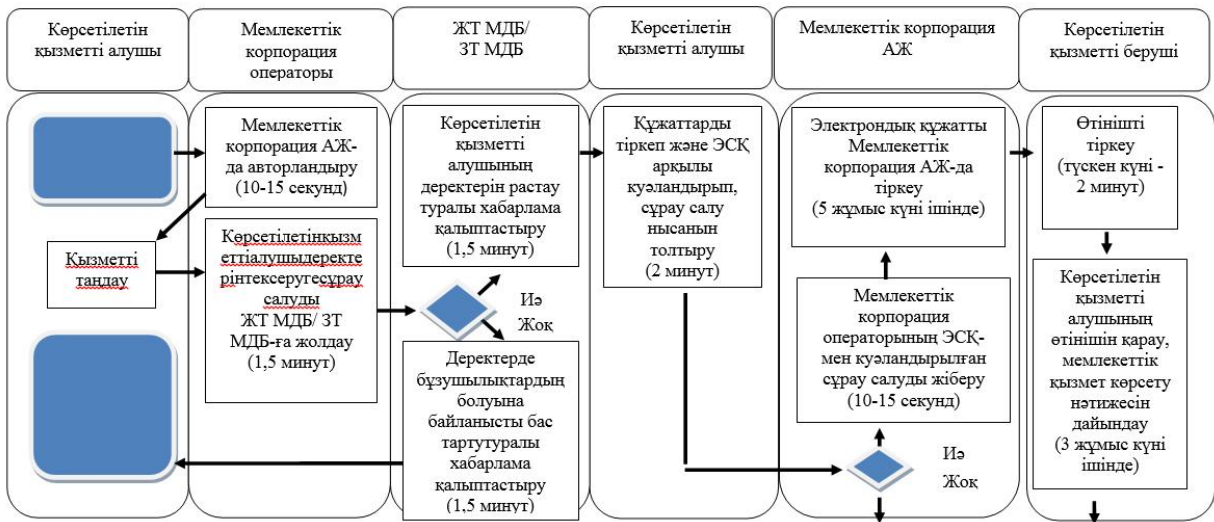 Көрсетілетін
қызметті алушы
Мемлекеттік
корпорация
операторы
ЖТ МДБ/
ЗТ МДБ
Көрсетілетін
қызметті алушы
Мемлекеттік корпорация
АЖ
Көрсетілетін
қызметті беруші
Мемлекеттік
корпорация АЖ-
да авторландыру
(10-15 секунд)
Қызметті
таңдау
Көрсетілетінқызм
еттіалушыдеректе
рінтексеругесұрау
салуды
ЖТ МДБ/ ЗТ
МДБ-ға жолдау
(1,5 минут)
Көрсетілетін
қызметті
алушының
деректерін растау
туралы хабарлама
қалыптастыру
(1,5 минут)
Иә
Жоқ
Деректерде
бұзушылықтардың
болуына
байланысты бас
тартутуралы
хабарлама
қалыптастыру
(1,5 минут)
Құжаттарды
тіркеп және ЭСҚ
арқылы
куәландырып,
сұрау салу
нысанын
толтыру
(2 минут)
Электрондық құжатты
Мемлекеттік
корпорация АЖ-да
тіркеу
(5 жұмыс күні ішінде)
Мемлекеттік
корпорация
операторының ЭСҚ-
мен куәландырылған
сұрау салуды жіберу
(10-15 секунд)
Иә
Жоқ
Өтінішті
тіркеу
(түскен күні -
2 минут)
Көрсетілетін
қызметті
алушының
өтінішін қарау,
мемлекеттік
қызмет көрсету
нәтижесін
дайындау
(3 жұмыс күні
ішінде)